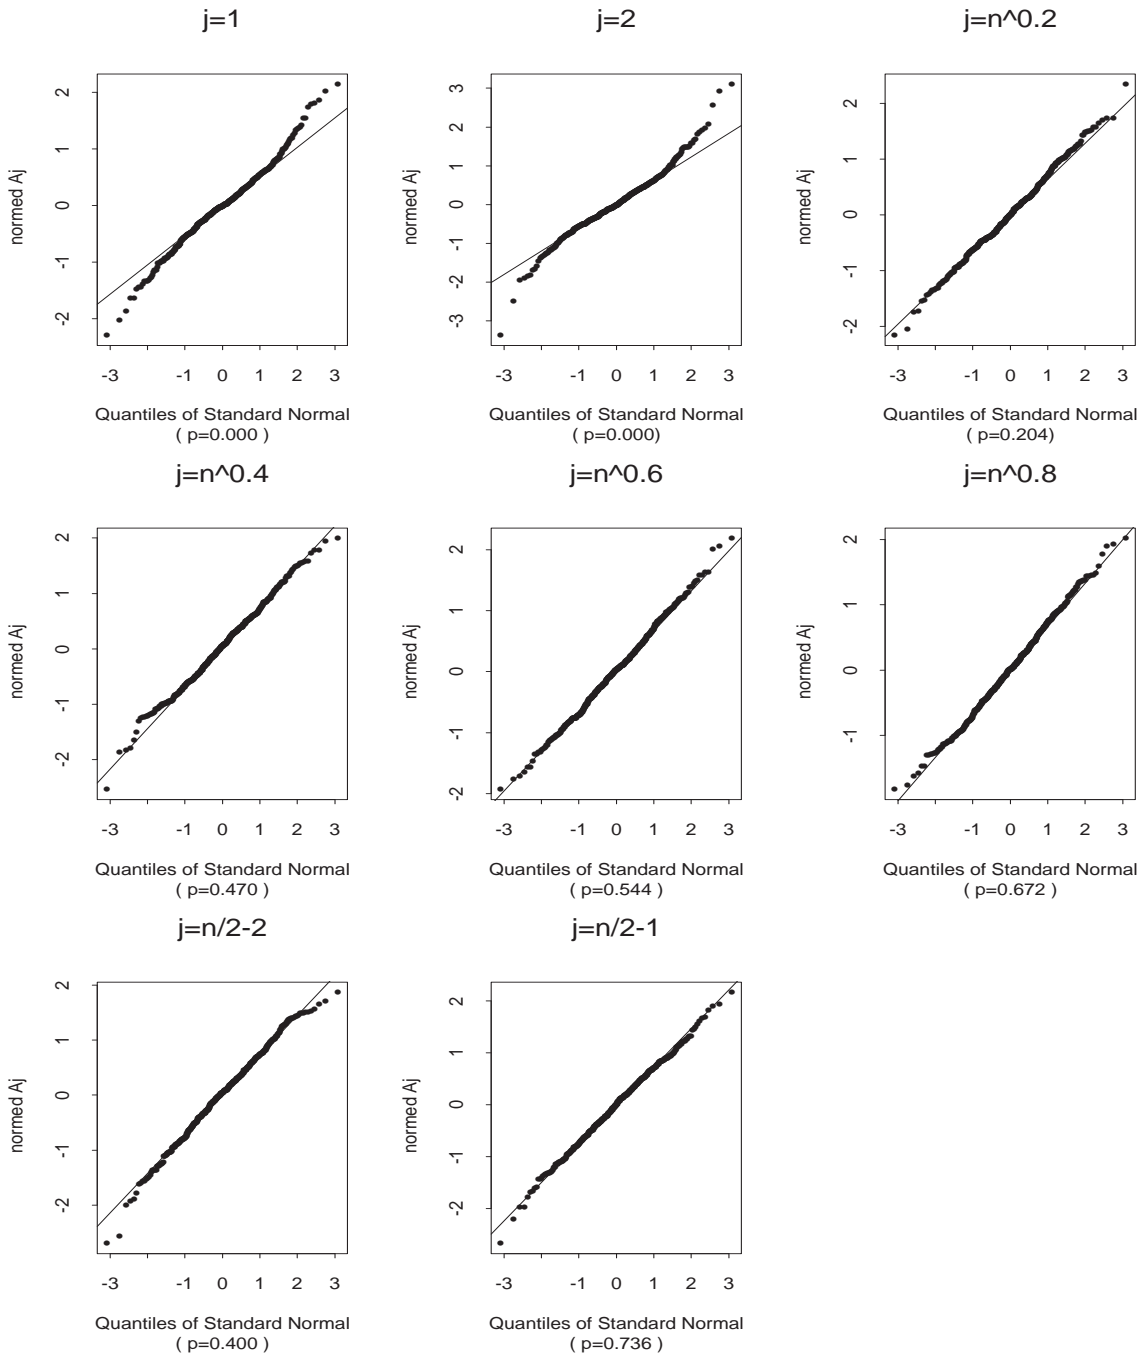 j=1
j=2
j=n^0.2
normed Aj
-2 -1 0 1 2
-3 -1 0 1 2 3
Quantiles of Standard Normal
( p=0.000 )
normed Aj
-3 -2 -1 0 1 2 3
-3 -1 0 1 2 3
Quantiles of Standard Normal
( p=0.000)
normed Aj
-2 -1 0 1 2
-3 -1 0 1 2 3
Quantiles of Standard Normal
( p=0.204)
j=n^0.4
j=n^0.6
j=n^0.8
normed Aj
-2 -1 0 1 2
-3 -1 0 1 2 3
Quantiles of Standard Normal
( p=0.470 )
normed Aj
-2 -1 0 1 2
-3 -1 0 1 2 3
Quantiles of Standard Normal
( p=0.544 )
normed Aj
-1 0 1 2
-3 -1 0 1 2 3
Quantiles of Standard Normal
( p=0.672 )
j=n/2-2
j=n/2-1
normed Aj
-2 -1 0 1 2
-3 -1 0 1 2 3
Quantiles of Standard Normal
( p=0.400 )
normed Aj
-2 -1 0 1 2
-3 -1 0 1 2 3
Quantiles of Standard Normal
( p=0.736 )